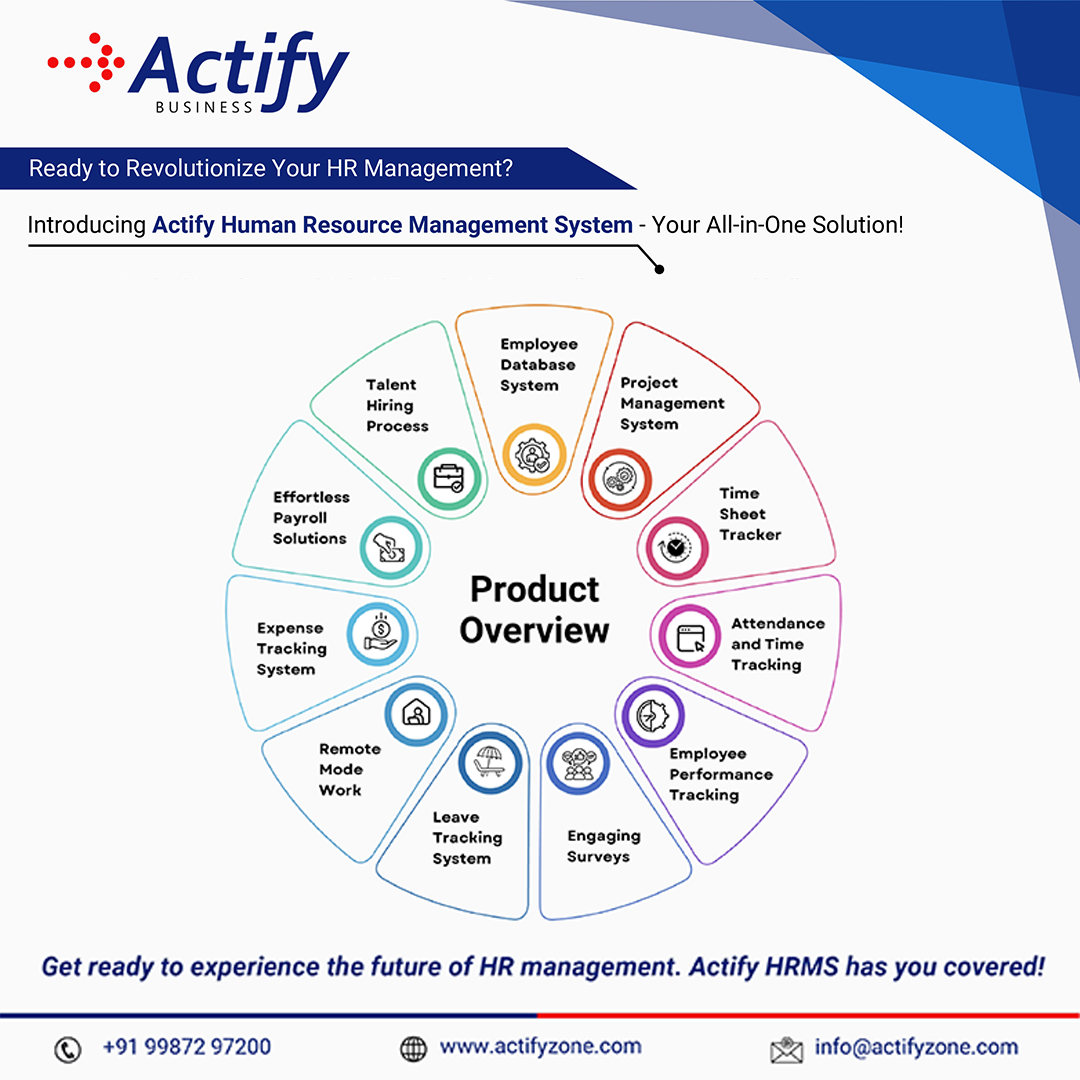 Actify
BUSINESS
Ready to Revolutionize Your HR Management?
Introducing Actify Human Resource Management System - Your All-in-One Solution!
Employee
Database
System
Project
Management
System
Time
Sheet
Tracker
Attendance
and Time
Tracking
Employee
Performance
Tracking
Engaging
Surveys
Leave
Tracking
System
Remote
Mode
Work
Expense
Tracking
System
Effortless
Payroll
Solutions
Talent
Hiring
Process
Product
Overview
Get ready to experience the future of HR management. Actify HRMS has you covered!
+91 99872 97200
www.actifyzone.com
info@actifyzone.com